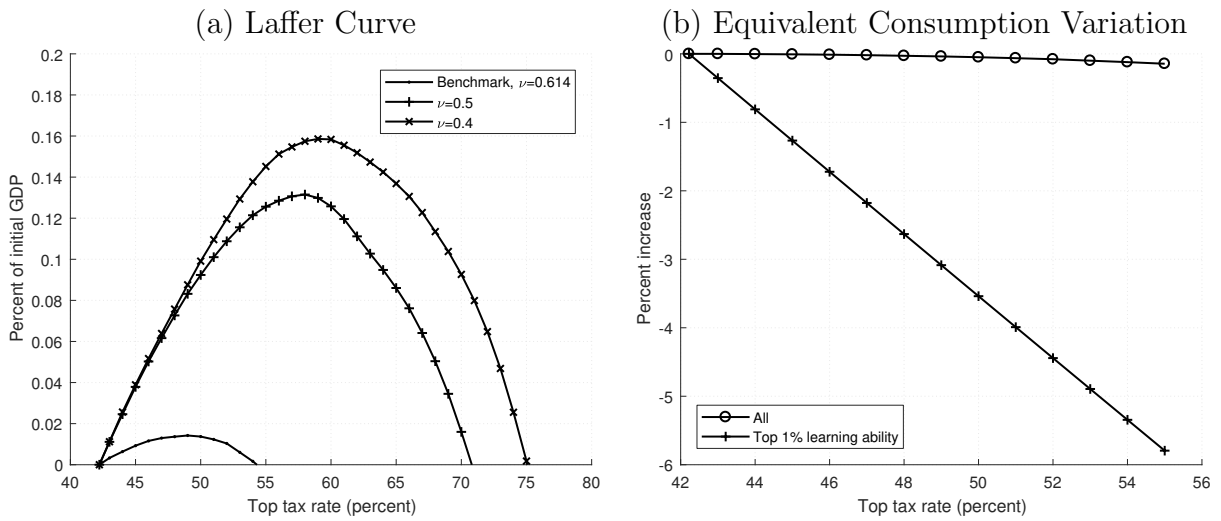 (a) Laffer Curve
0.2
0.18
0.16
0.14
0.12
0.1
0.08
0.06
0.04
0.02
0
Percent of initial GDP
Benchmark, ν=0.614
ν=0.5
ν=0.4
40 45 50 55 60 65 70 75 80
Top tax rate (percent)
(b) Equivalent Consumption Variation
0
-1
-2
-3
-4
-5
-6
Percent increase
All
Top 1% learning ability
42 44 46 48 50 52 54 56
Top tax rate (percent)